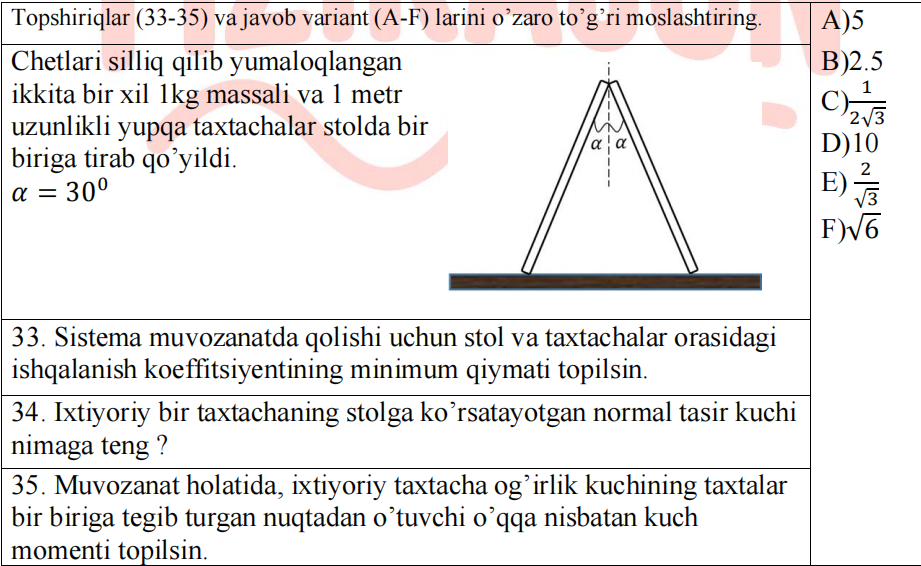 Topshiriqlar (33-35) va javob variant (A-F) larini o’zaro to’g’ri moslashtiring.
Chetlari silliq qilib yumaloqlangan
ikkita bir xil 1kg massali va 1 metr
uzunlikli yupqa taxtachalar stolda bir
biriga tirab qo’yildi.
α = 30⁰
α α
33. Sistema muvozanatda qolishi uchun stol va taxtachalar orasidagi
ishqalanish koeffitsiyentining minimum qiymati topilsin.
34. Ixtiyoriy bir taxtachaning stolga ko’rsatayotgan normal tasir kuchi
nimaga teng ?
35. Muvozanat holatida, ixtiyoriy taxtacha og’irlik kuchining taxtalar
bir biriga tegib turgan nuqtadan o’tuvchi o’qqa nisbatan kuch
momenti topilsin.
A)5
B)2.5
C) 1/(2√3)
D)10
E) 2/√3
F)√6